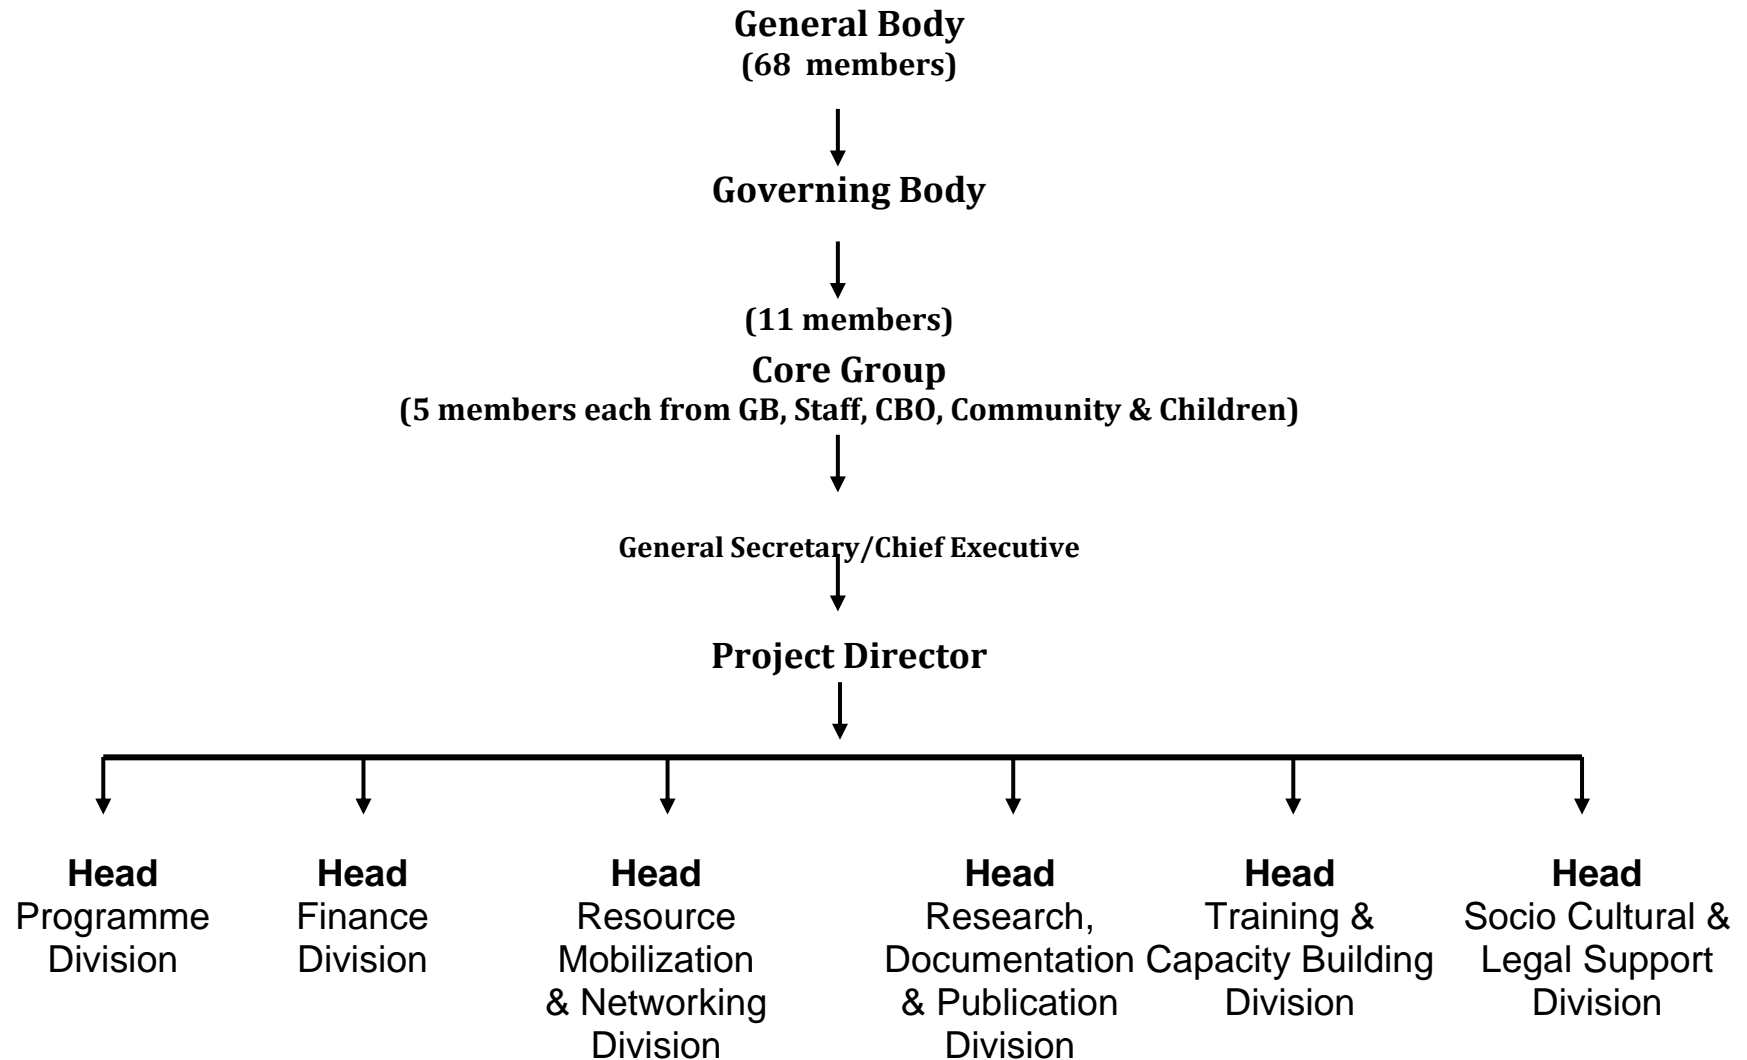 General Body
(68 members)
Governing Body
(11 members)
Core Group
(5 members each from GB, Staff, CBO, Community & Children)
General Secretary/Chief Executive
Project Director
Head
Programme
Division
Head
Finance
Division
Head
Resource
Mobilization
& Networking
Division
Head
Research,
Documentation
& Publication
Division
Head
Training &
Capacity Building
Division
Head
Socio Cultural &
Legal Support
Division